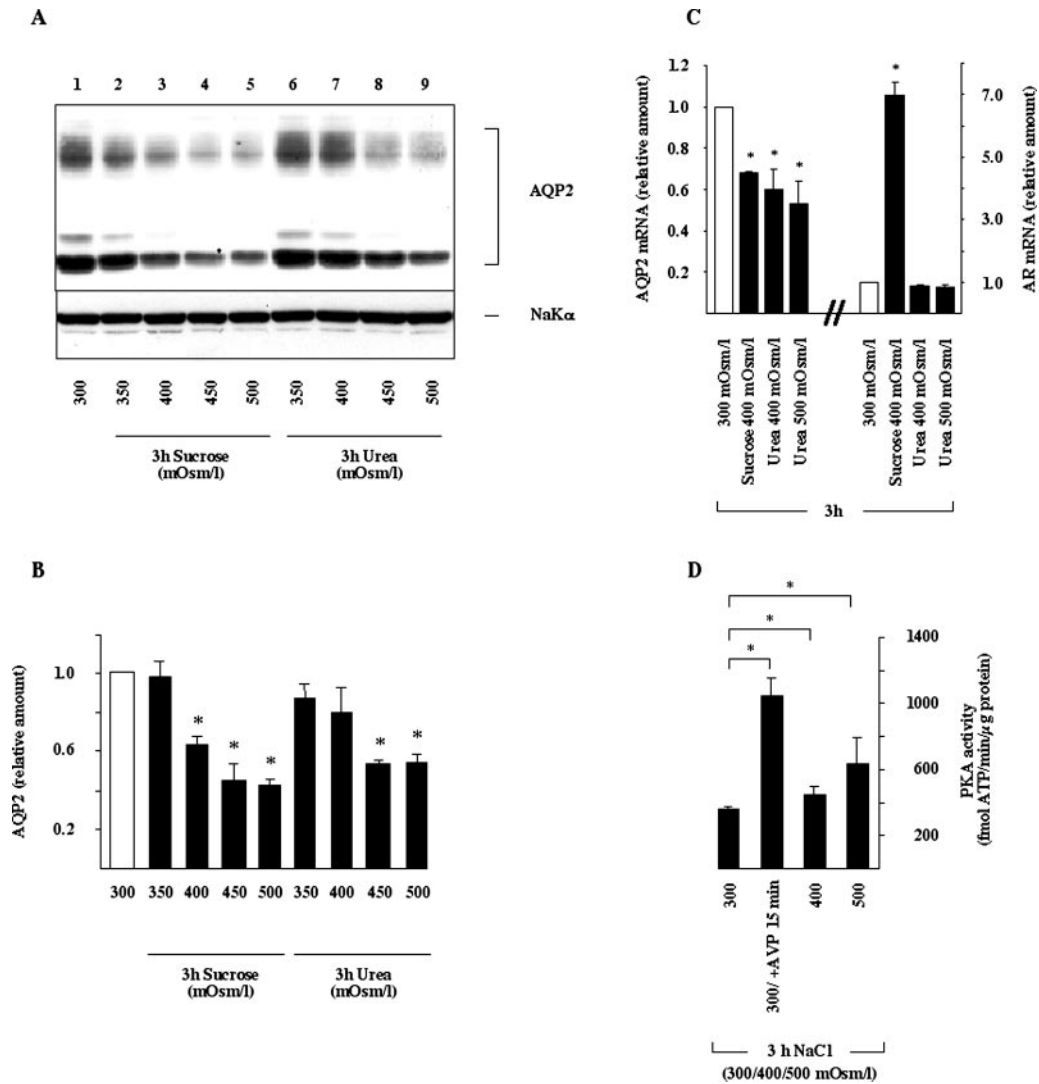 A
1 2 3 4 5 6 7 8 9
AQP2
NaKα
300 350 400 450 500 350 400 450 500
3h Sucrose
(mOsm/l)
3h Urea
(mOsm/l)
B
AQP2 (relative amount)
1.0
0.6
0.2
* * * * *
300 350 400 450 500 350 400 450 500
3h Sucrose
(mOsm/l)
3h Urea
(mOsm/l)
C
AQP2 mRNA (relative amount)
1.2
1.0
0.8
0.6
0.4
0.2
* * * *
7.0
5.0
3.0
1.0
AR mRNA (relative amount)
//
300 mOsm/l
Sucrose 400 mOsm/l
Urea 400 mOsm/l
Urea 500 mOsm/l
300 mOsm/l
Sucrose 400 mOsm/l
Urea 400 mOsm/l
Urea 500 mOsm/l
3h
D
*
*
*
1400
1000
600
200
PKA activity
(fmol ATP/min/μg protein)
300
300/ +AVP 15 min
400
500
3 h NaCl
(300/400/500 mOsm/l)